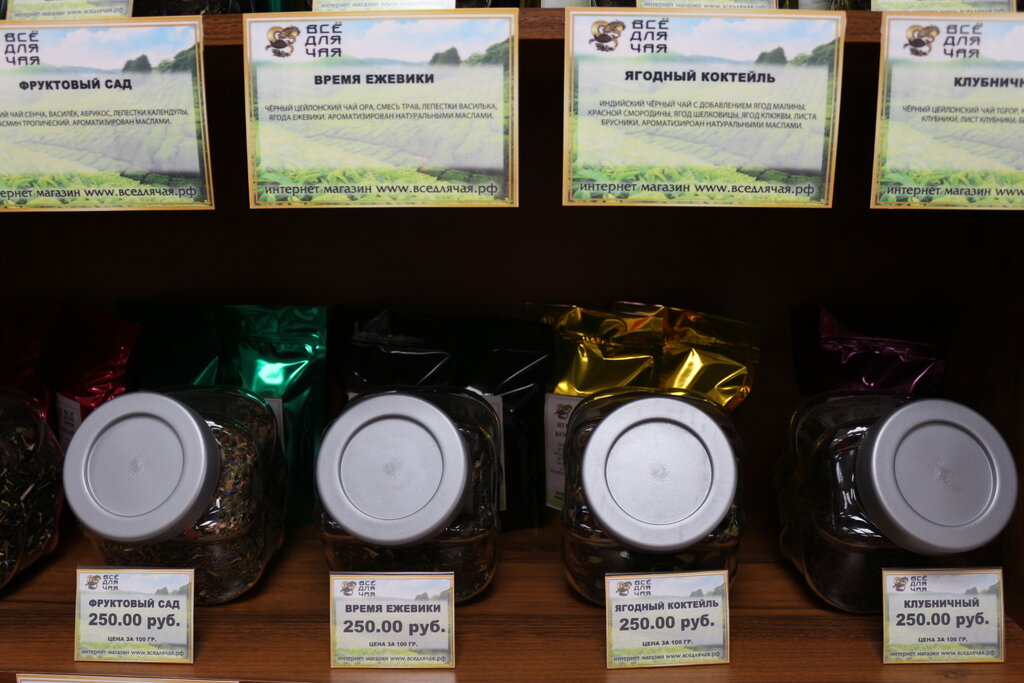 интернет магазин www.вседлячая.рф
ВСЁ
ДЛЯ
ЧАЯ
ФРУКТОВЫЙ САД
ЧАЙ СЕНЧА, ВАСИЛЁК, АБРИКОС, ЛЕПЕСТКИ КАЛЕНДУЛЫ,
ТРОПИЧЕСКИЙ. АРОМАТИЗИРОВАН МАСЛАМИ.
www.вседлячая.рф
ВСЁ
ДЛЯ
ЧАЯ
ВРЕМЯ ЕЖЕВИКИ
ЧЁРНЫЙ ЦЕЙЛОНСКИЙ ЧАЙ ОРА, СМЕСЬ ТРАВ, ЛЕПЕСТКИ ВАСИЛЬКА,
ЯГОДА ЕЖЕВИКИ. АРОМАТИЗИРОВАН НАТУРАЛЬНЫМИ МАСЛАМИ.
интернет магазин www.вседлячая.рф
ВСЁ
ДЛЯ
ЧАЯ
ЯГОДНЫЙ КОКТЕЙЛЬ
ИНДИЙСКИЙ ЧЁРНЫЙ ЧАЙ С ДОБАВЛЕНИЕМ ЯГОД МАЛИНЫ,
КРАСНОЙ СМОРОДИНЫ, ЯГОД ШЕЛКОВИЦЫ, ЯГОД КЛЮКВЫ, ЛИСТА
БРУСНИКИ, АРОМАТИЗИРОАН НАТУРАЛЬНЫМИ МАСЛАМИ.
интернет магазин www.вседлячая.рф
ВСЁ
ДЛЯ
ЧАЯ
ЧЁРНЫЙ ЦЕЙЛОНСКИЙ ЧАЙ TGFOP,
КЛУБНИКИ, ЛИСТ КЛУБНИКИ.
интернет магазин
ВСЁ
ДЛЯ
ЧАЯ
ФРУКТОВЫЙ САД
250.00 руб.
ЦЕНА ЗА 100 ГР.
интернет магазин www.вседлячая.рф
ВСЁ
ДЛЯ
ЧАЯ
ВРЕМЯ ЕЖЕВИКИ
250.00 руб.
ЦЕНА ЗА 100 ГР.
интернет магазин www.вседлячая.рф
ВСЁ
ДЛЯ
ЧАЯ
ЯГОДНЫЙ КОКТЕЙЛЬ
250.00 руб.
ЦЕНА ЗА 100 ГР.
интернет магазин www.вседлячая.рф
ВСЁ
ДЛЯ
ЧАЯ
КЛУБНИЧНЫЙ
250.00 руб.
ЦЕНА ЗА 100 ГР.
интернет магазин www.вседлячая.рф